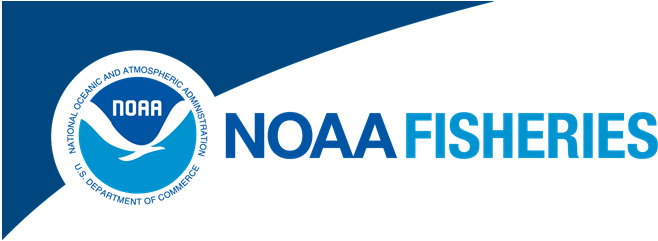 NATIONAL OCEANIC AND ATMOSPHERIC ADMINISTRATION
NOAA
U.S. DEPARTMENT OF COMMERCE
NOAA FISHERIES